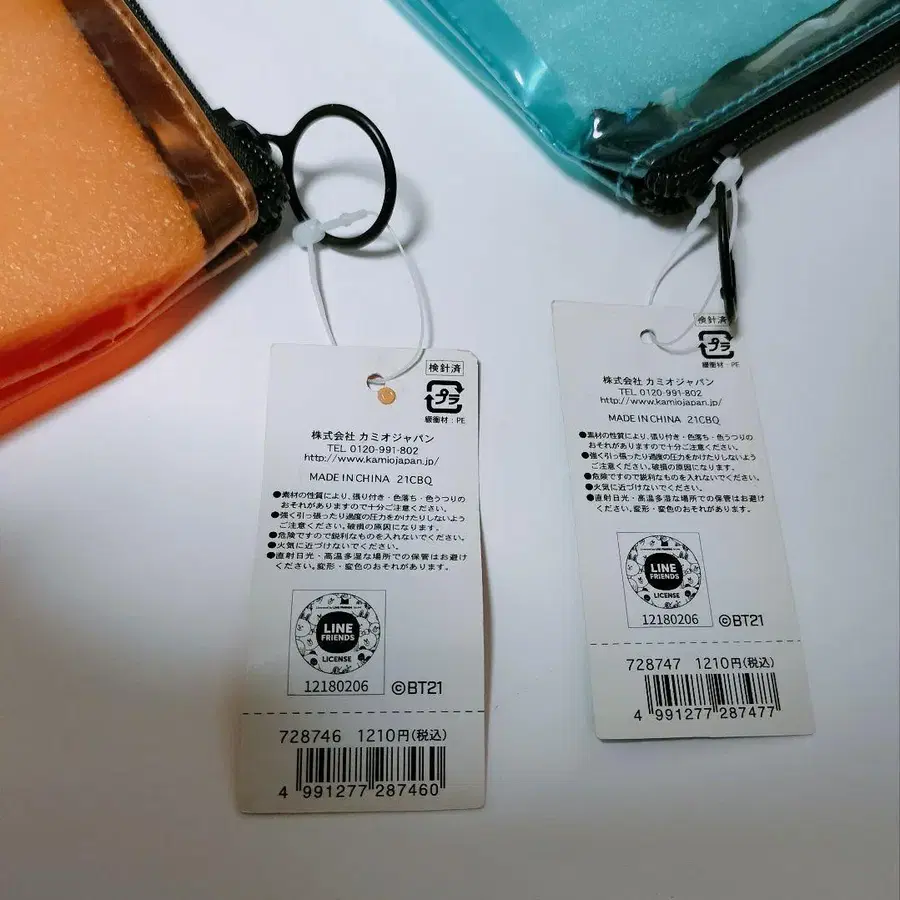 検針済
プラ
緩衝材：PE
株式会社 カミオジャパン
TEL 0120-991-802
http://www.kamiojapan.jp/
MADE IN CHINA 21CBQ
●素材の性質により、張り付き・色落ち・色うつりの
おそれがありますので十分ご注意ください。
●強く引っ張ったり過度の圧力をかけたりしないよう
ご注意ください。破損の原因になります。
●危険ですので鋭利なものを入れないでください。
●火気に近づけないでください。
●直射日光・高温多湿な場所での保管はお避け
ください。変形・変色のおそれがあります。
LINE
FRIENDS
LICENSE
12180206 ©BT21
728746 1210円(税込)
4 991277 287460
検針済
プラ
緩衝材：PE
株式会社 カミオジャパン
TEL 0120-991-802
http://www.kamiojapan.jp/
MADE IN CHINA 21CBQ
●素材の性質により、張り付き・色落ち・色うつりの
おそれがありますので十分ご注意ください。
●強く引っ張ったり過度の圧力をかけたりしないよう
ご注意ください。破損の原因になります。
●危険ですので鋭利なものを入れないでください。
●火気に近づけないでください。
●直射日光・高温多湿な場所での保管はお避け
ください。変形・変色のおそれがあります。
LINE
FRIENDS
LICENSE
12180206 ©BT21
728747 1210円(税込)
4 991277 287477